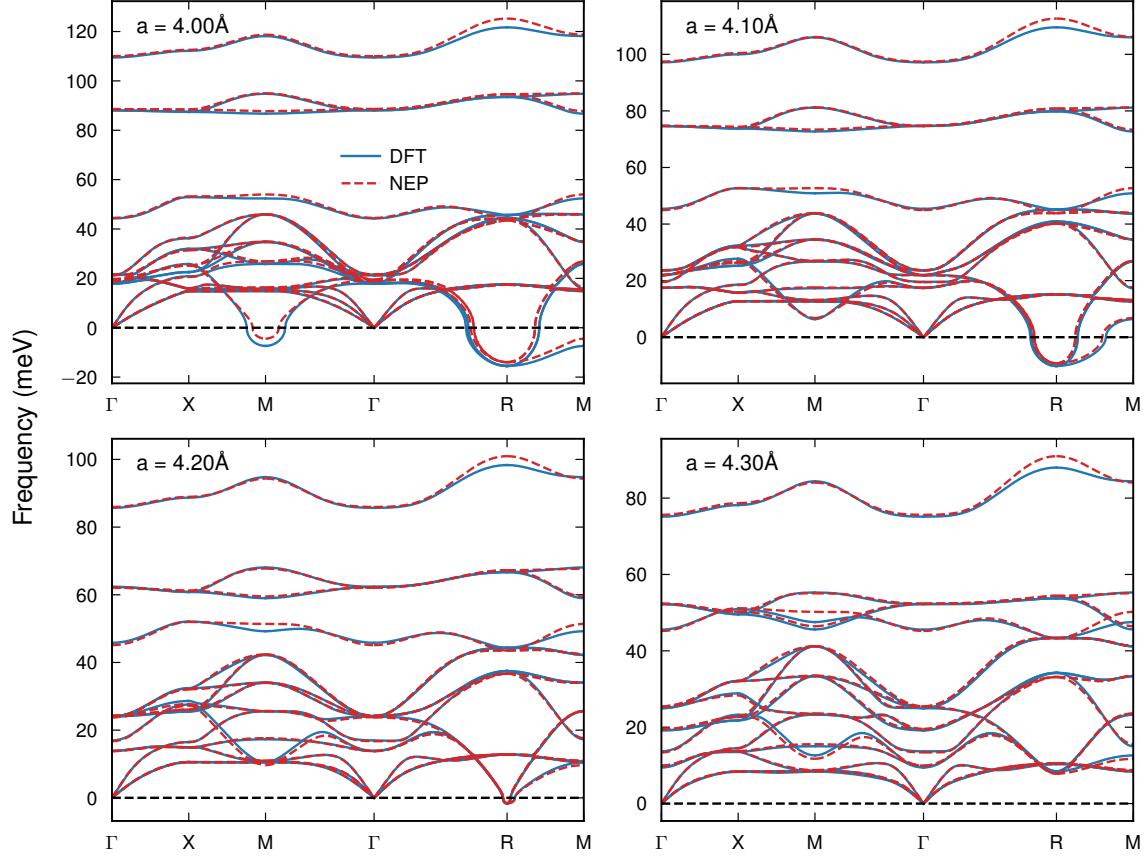 Frequency (meV)
a = 4.00Å
120
100
80
60
40
20
0
−20
DFT
NEP
Γ X M Γ R M
a = 4.10Å
100
80
60
40
20
0
Γ X M Γ R M
a = 4.20Å
100
80
60
40
20
0
Γ X M Γ R M
a = 4.30Å
80
60
40
20
0
Γ X M Γ R M